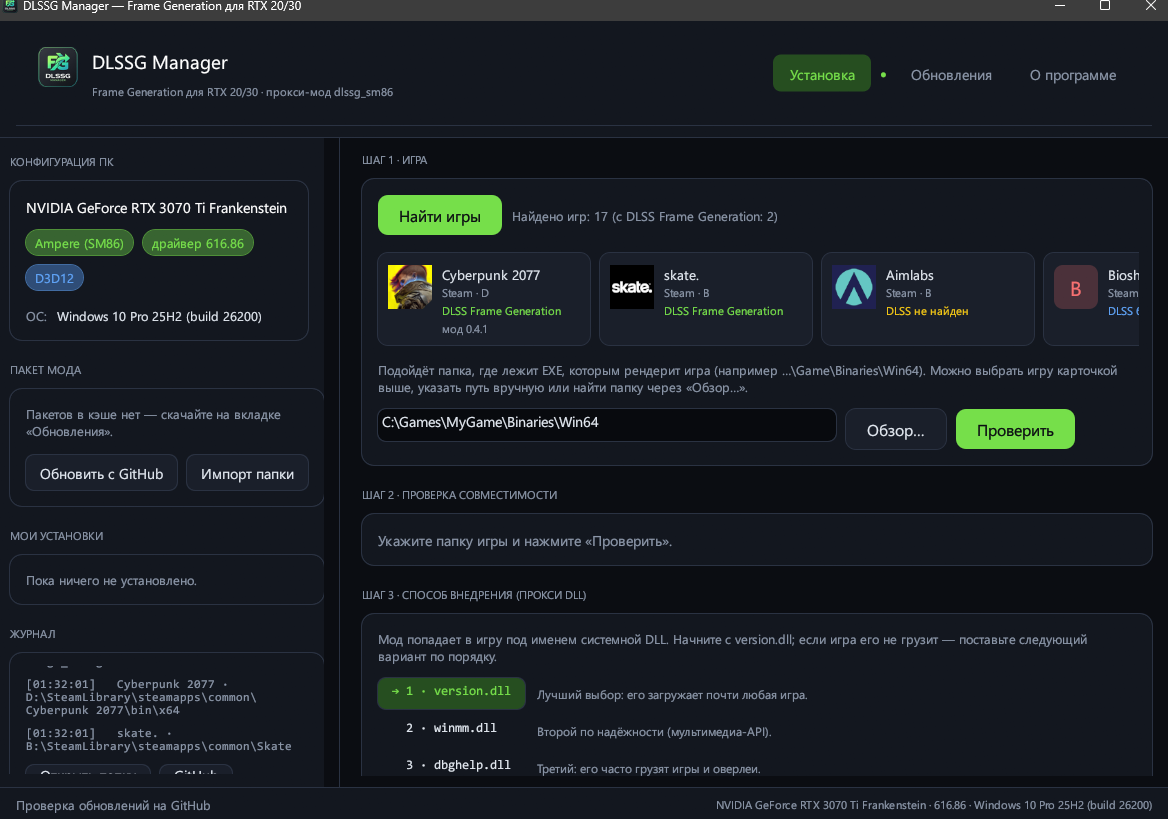 DLSSG Manager — Frame Generation для RTX 20/30
FG
DLSSG
DLSSG Manager
Frame Generation для RTX 20/30 · прокси-мод dlssg_sm86
Установка
Обновления
О программе
КОНФИГУРАЦИЯ ПК
NVIDIA GeForce RTX 3070 Ti Frankenstein
Ampere (SM86)
драйвер 616.86
D3D12
ОС: Windows 10 Pro 25H2 (build 26200)
ПАКЕТ МОДА
Пакетов в кэше нет — скачайте на вкладке
«Обновления».
Обновить с GitHub
Импорт папки
МОИ УСТАНОВКИ
Пока ничего не установлено.
ЖУРНАЛ
[01:32:01] Cyberpunk 2077 ·
D:\SteamLibrary\steamapps\common\
Cyberpunk 2077\bin\x64
[01:32:01] skate. ·
B:\SteamLibrary\steamapps\common\Skate
Открыть папку
GitHub
ШАГ 1 · ИГРА
Найти игры
Найдено игр: 17 (с DLSS Frame Generation: 2)
Cyberpunk 2077
Steam · D
DLSS Frame Generation
мод 0.4.1
skate.
skate.
Steam · B
DLSS Frame Generation
Aimlabs
Steam · B
DLSS не найден
B
Biosh
Steam
DLSS
Подойдёт папка, где лежит EXE, которым рендерит игра (например ...\Game\Binaries\Win64). Можно выбрать игру карточкой
выше, указать путь вручную или найти папку через «Обзор...».
C:\Games\MyGame\Binaries\Win64
Обзор...
Проверить
ШАГ 2 · ПРОВЕРКА СОВМЕСТИМОСТИ
Укажите папку игры и нажмите «Проверить».
ШАГ 3 · СПОСОБ ВНЕДРЕНИЯ (ПРОКСИ DLL)
Мод попадает в игру под именем системной DLL. Начните с version.dll; если игра его не грузит — поставьте следующий
вариант по порядку.
→ 1 · version.dll
Лучший выбор: его загружает почти любая игра.
2 · winmm.dll
Второй по надёжности (мультимедиа-API).
3 · dbghelp.dll
Третий: его часто грузят игры и оверлеи.
Проверка обновлений на GitHub
NVIDIA GeForce RTX 3070 Ti Frankenstein · 616.86 · Windows 10 Pro 25H2 (build 26200)